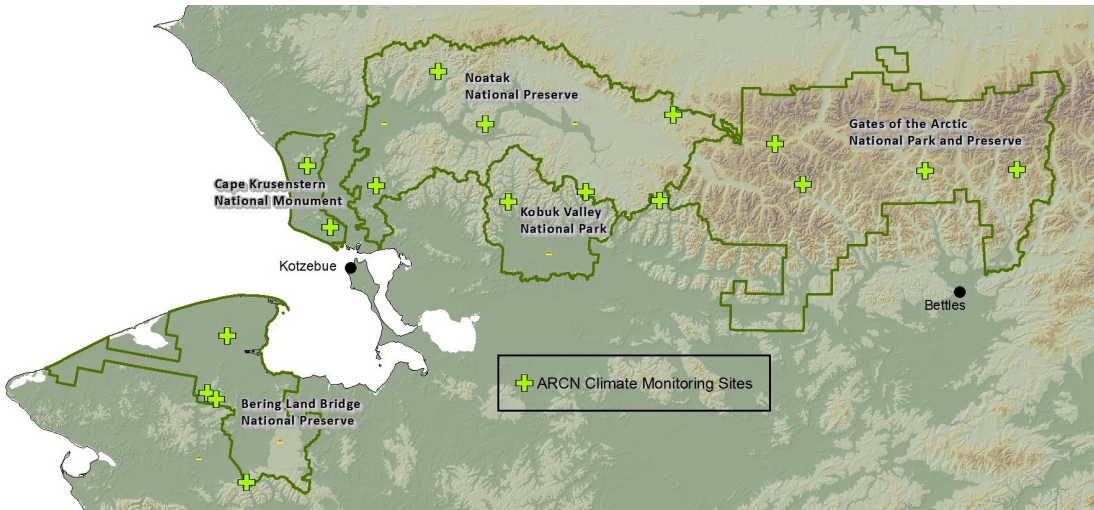 Noatak
National Preserve
Gates of the Arctic
National Park and Preserve
Cape Krusenstern
National Monument
Kobuk Valley
National Park
Kotzebue
Bettles
ARCN Climate Monitoring Sites
Bering Land Bridge
National Preserve